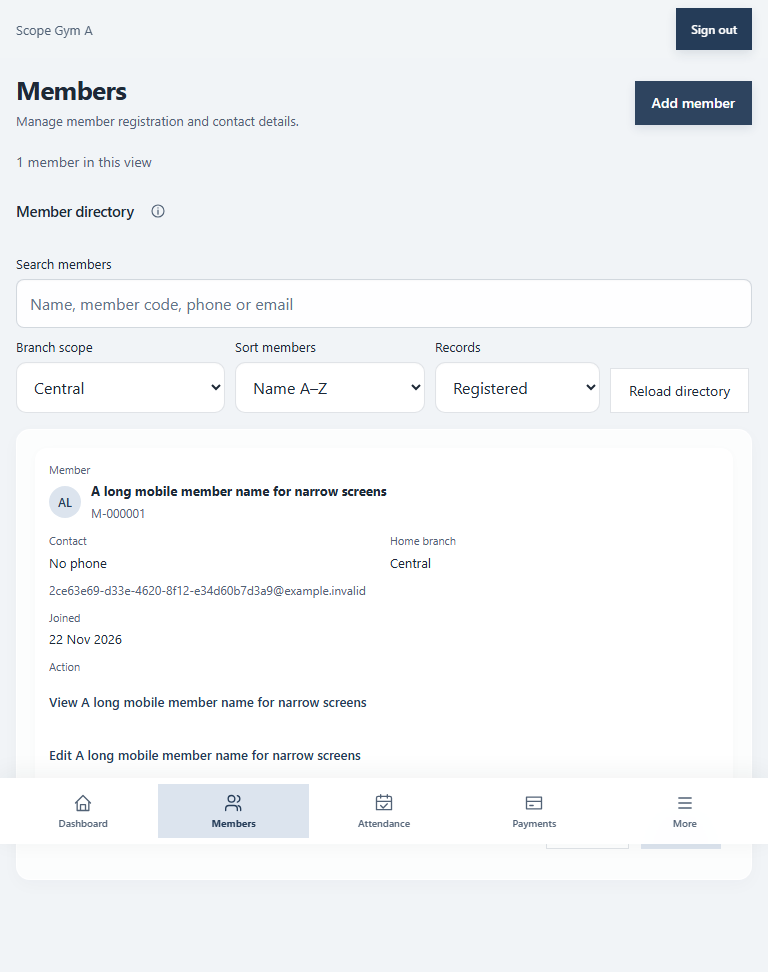 Scope Gym A
Sign out
Members
Add member
Manage member registration and contact details.
1 member in this view
Member directory
Search members
Name, member code, phone or email
Branch scope
Sort members
Records
Central
Name A–Z
Registered
Reload directory
Member
AL
A long mobile member name for narrow screens
M-000001
Contact
Home branch
No phone
Central
2ce63e69-d33e-4620-8f12-e34d60b7d3a9@example.invalid
Joined
22 Nov 2026
Action
View A long mobile member name for narrow screens
Edit A long mobile member name for narrow screens
Dashboard
Members
Attendance
Payments
More